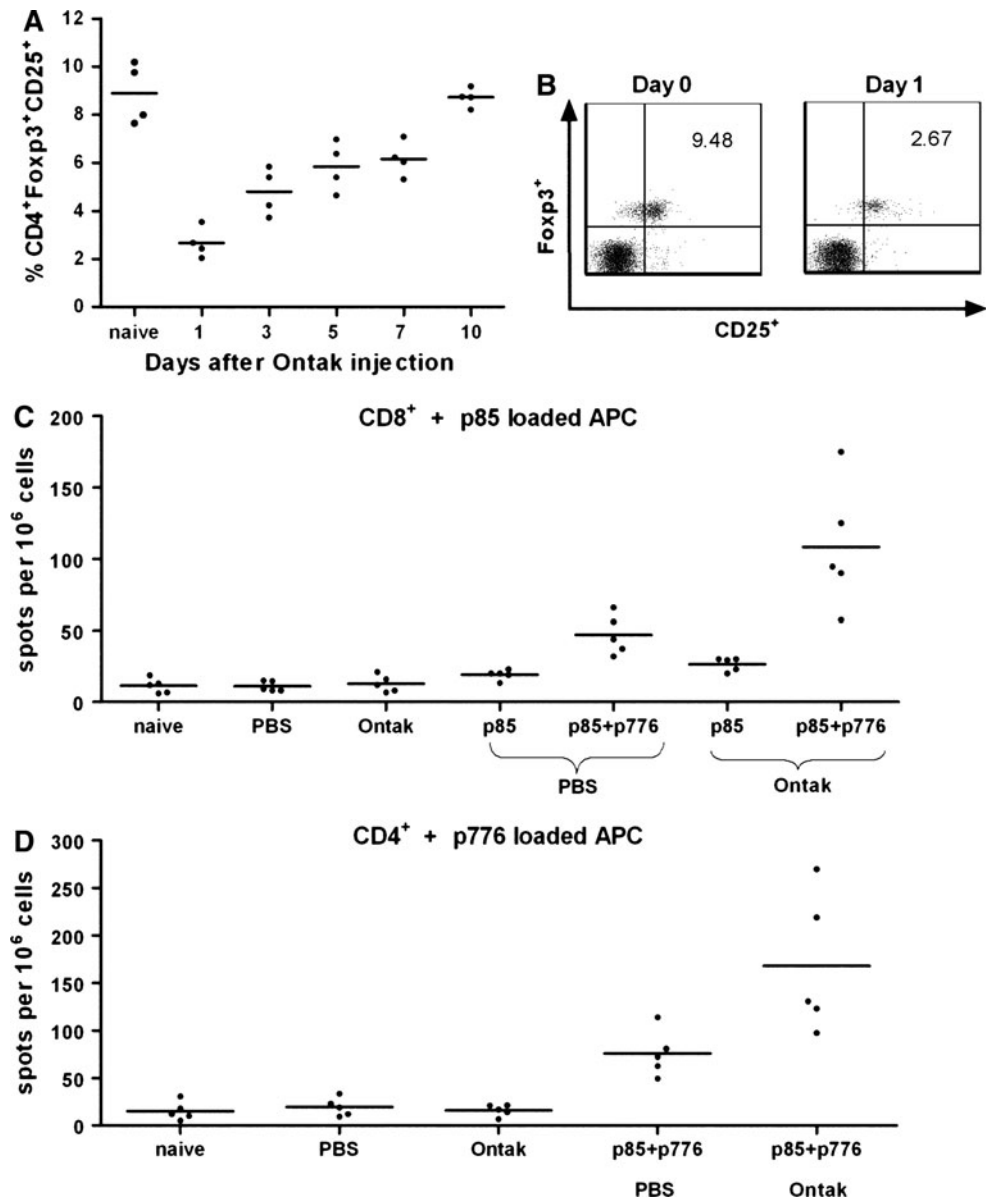 A
12
10
8
6
4
2
0
% CD4⁺Foxp3⁺CD25⁺
naive 1 3 5 7 10
Days after Ontak injection
B
Day 0 Day 1
9.48 2.67
Foxp3⁺
CD25⁺
C
CD8⁺ + p85 loaded APC
200
150
100
50
0
spots per 10⁶ cells
naive PBS Ontak p85 p85+p776 p85 p85+p776
PBS Ontak
D
CD4⁺ + p776 loaded APC
300
250
200
150
100
50
0
spots per 10⁶ cells
naive PBS Ontak p85+p776 p85+p776
PBS Ontak